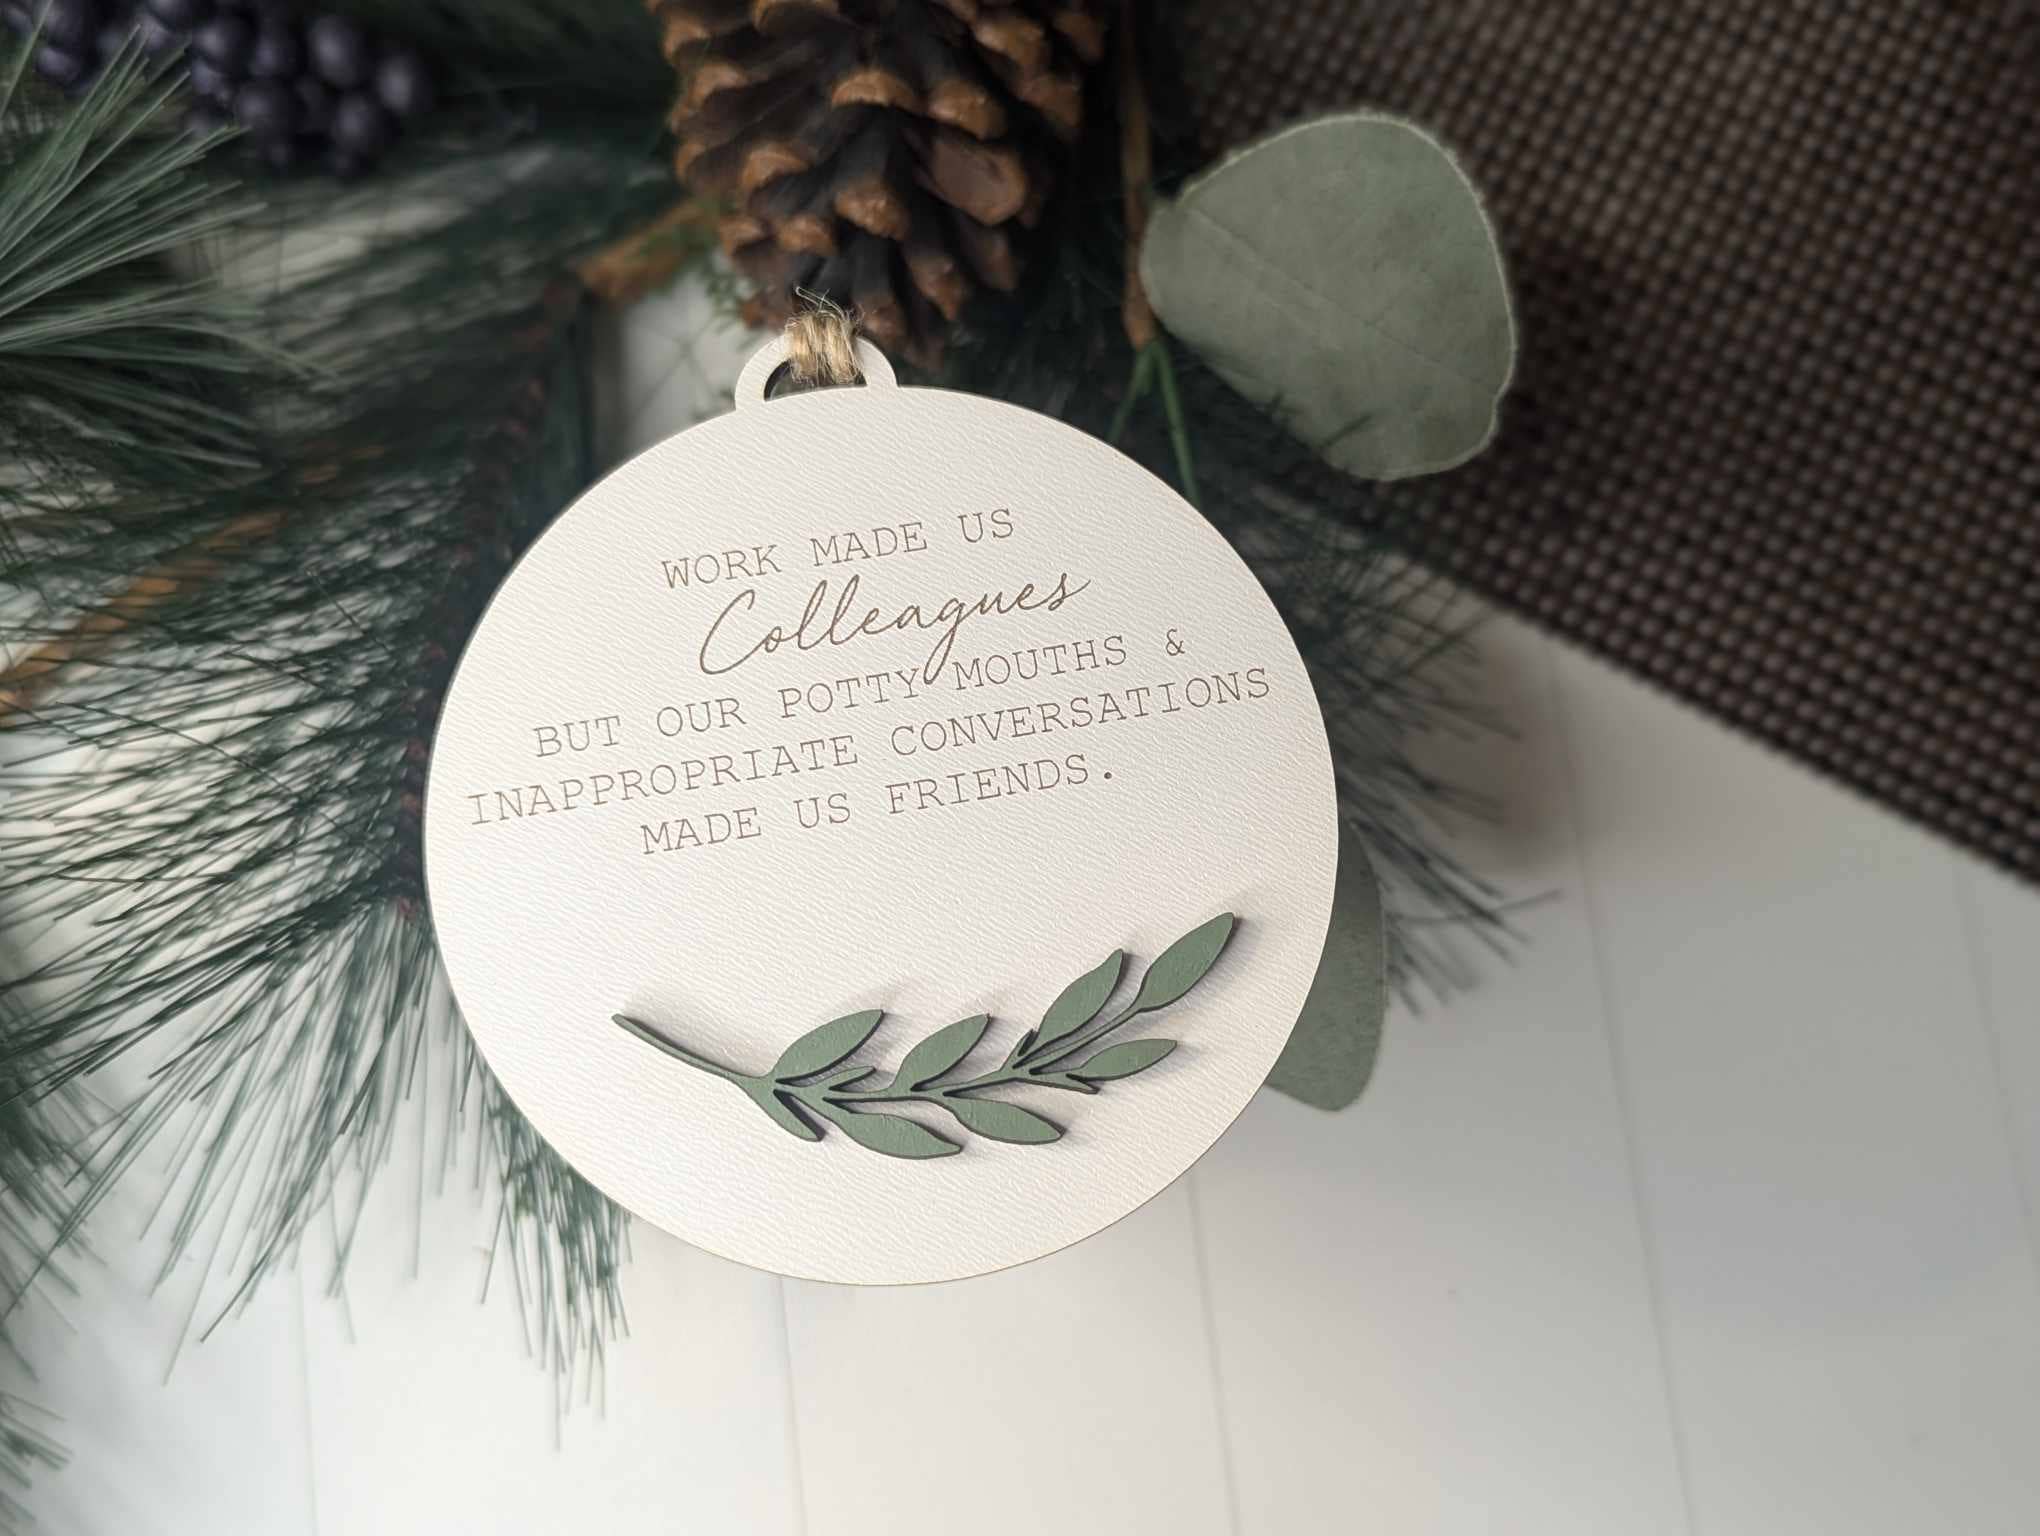 WORK MADE US
Colleagues
BUT OUR POTTY MOUTHS &
INAPPROPRIATE CONVERSATIONS
MADE US FRIENDS.